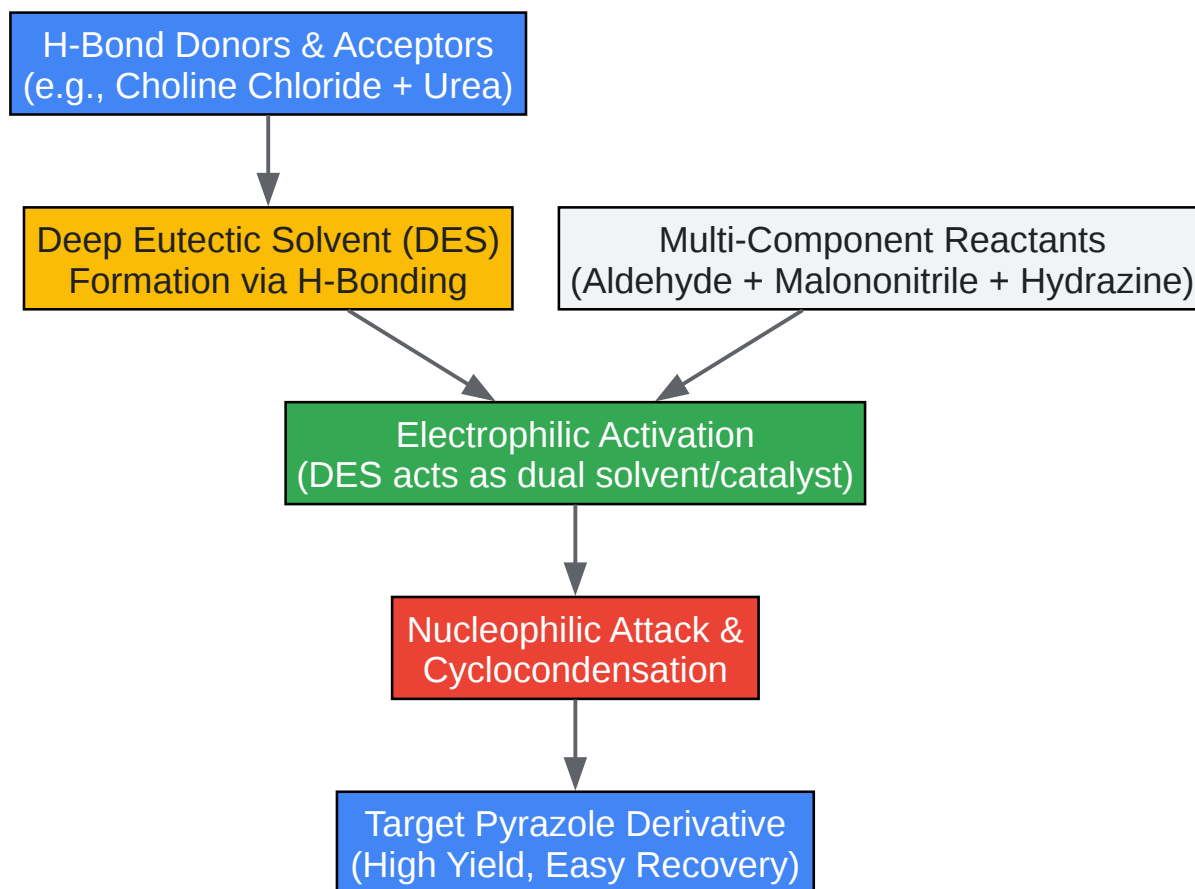 H-Bond Donors & Acceptors
(e.g., Choline Chloride + Urea)
Deep Eutectic Solvent (DES)
Formation via H-Bonding
Multi-Component Reactants
(Aldehyde + Malononitrile + Hydrazine)
Electrophilic Activation
(DES acts as dual solvent/catalyst)
Nucleophilic Attack &
Cyclocondensation
Target Pyrazole Derivative
(High Yield, Easy Recovery)